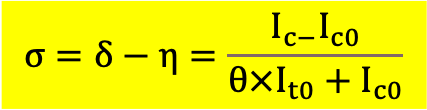 σ = δ − η = I_c−I_c0 / θ×I_t0 + I_c0